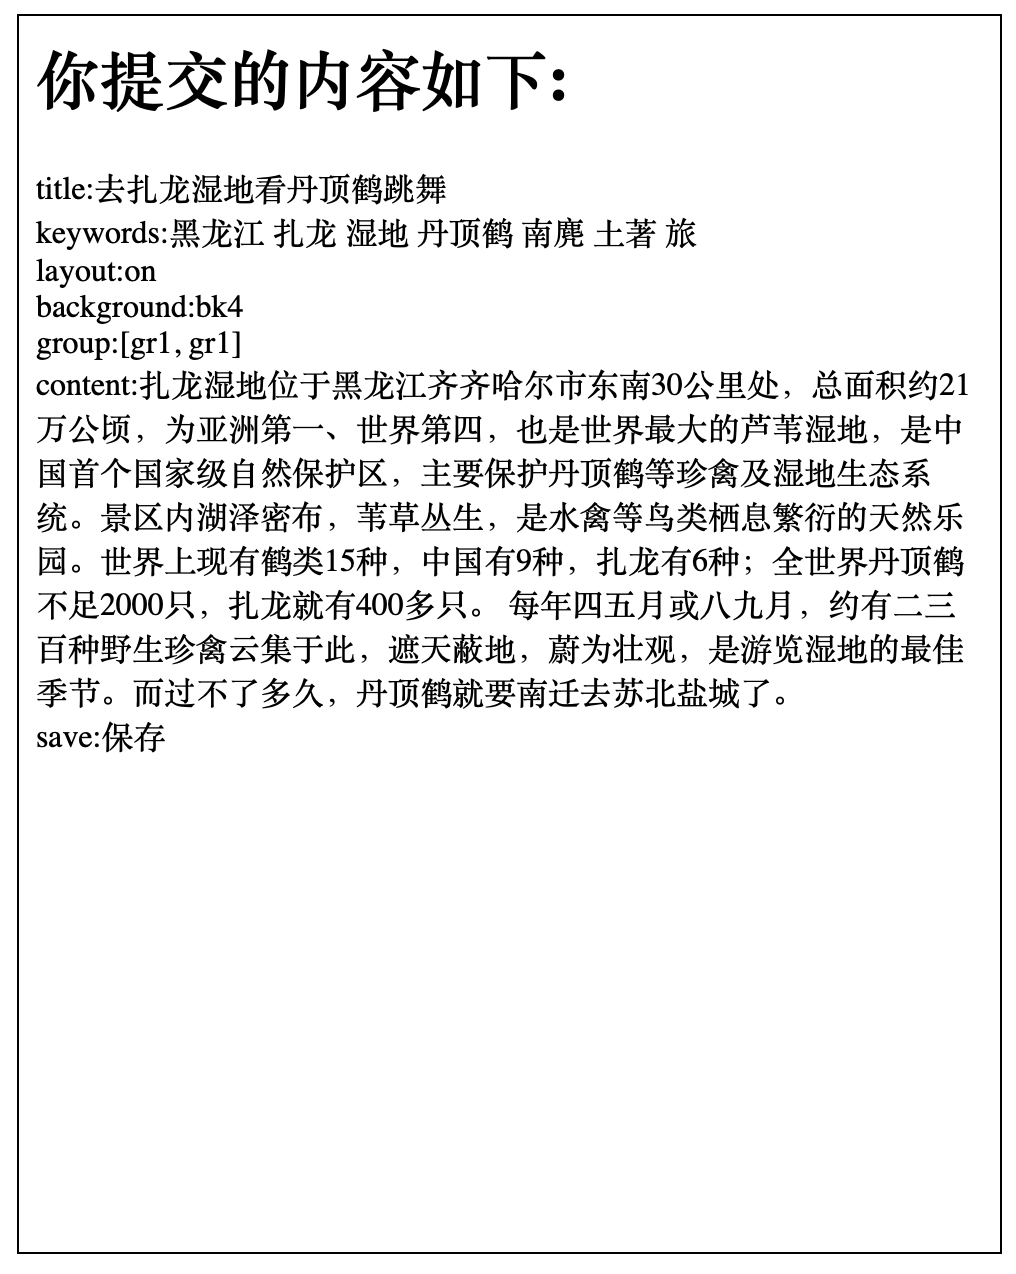 你提交的内容如下：
title:去扎龙湿地看丹顶鹤跳舞
keywords:黑龙江 扎龙 湿地 丹顶鹤 南麂 土著 旅
layout:on
background:bk4
group:[gr1, gr1]
content:扎龙湿地位于黑龙江齐齐哈尔市东南30公里处，总面积约21
万公顷，为亚洲第一、世界第四，也是世界最大的芦苇湿地，是中
国首个国家级自然保护区，主要保护丹顶鹤等珍禽及湿地生态系
统。景区内湖泽密布，苇草丛生，是水禽等鸟类栖息繁衍的天然乐
园。世界上现有鹤类15种，中国有9种，扎龙有6种；全世界丹顶鹤
不足2000只，扎龙就有400多只。 每年四五月或八九月，约有二三
百种野生珍禽云集于此，遮天蔽地，蔚为壮观，是游览湿地的最佳
季节。而过不了多久，丹顶鹤就要南迁去苏北盐城了。
save:保存